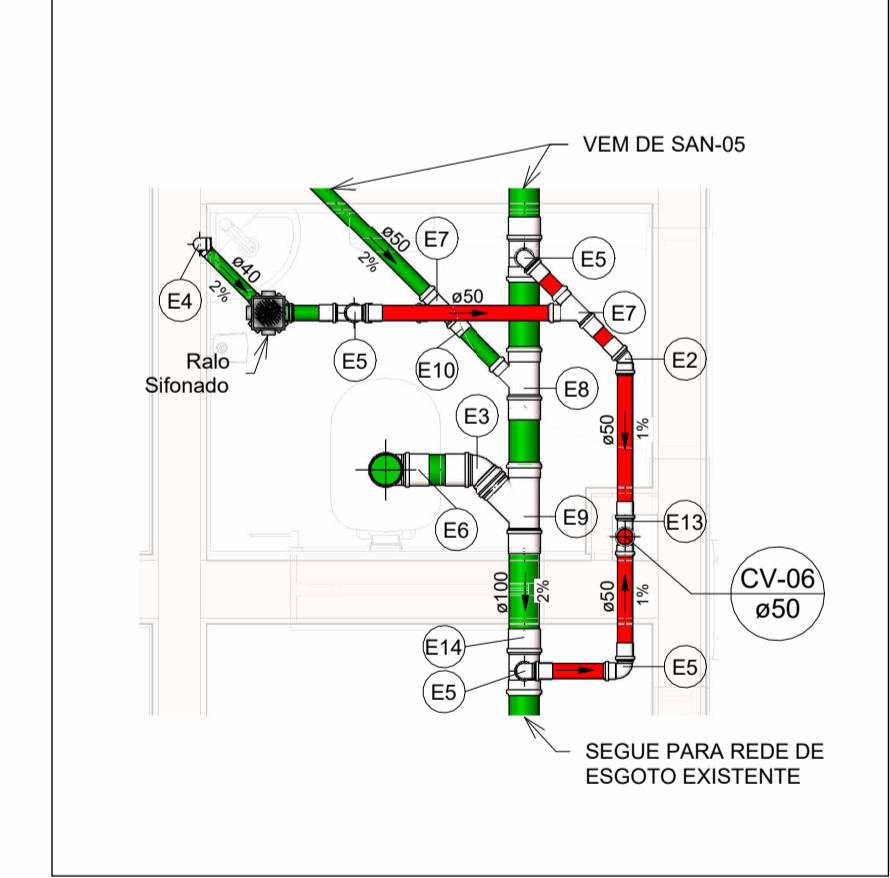 VEM DE SAN-05
ø50
2%
E7
E5
E4
ø40
2%
ø50
E7
Ralo
Sifonado
E5
E10
E2
E8
E3
ø50
1%
E6
E9
E13
CV-06
ø50
ø100
2%
ø50
1%
E14
E5
E5
SEGUE PARA REDE DE
ESGOTO EXISTENTE